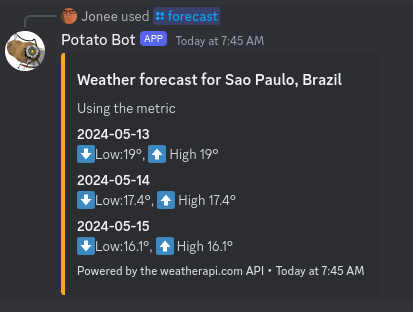 Jonee used forecast
Potato Bot APP Today at 7:45 AM
Weather forecast for Sao Paulo, Brazil
Using the metric
2024-05-13
⬇️Low:19°, ⬆️ High 19°
2024-05-14
⬇️Low:17.4°, ⬆️ High 17.4°
2024-05-15
⬇️Low:16.1°, ⬆️ High 16.1°
Powered by the weatherapi.com API • Today at 7:45 AM